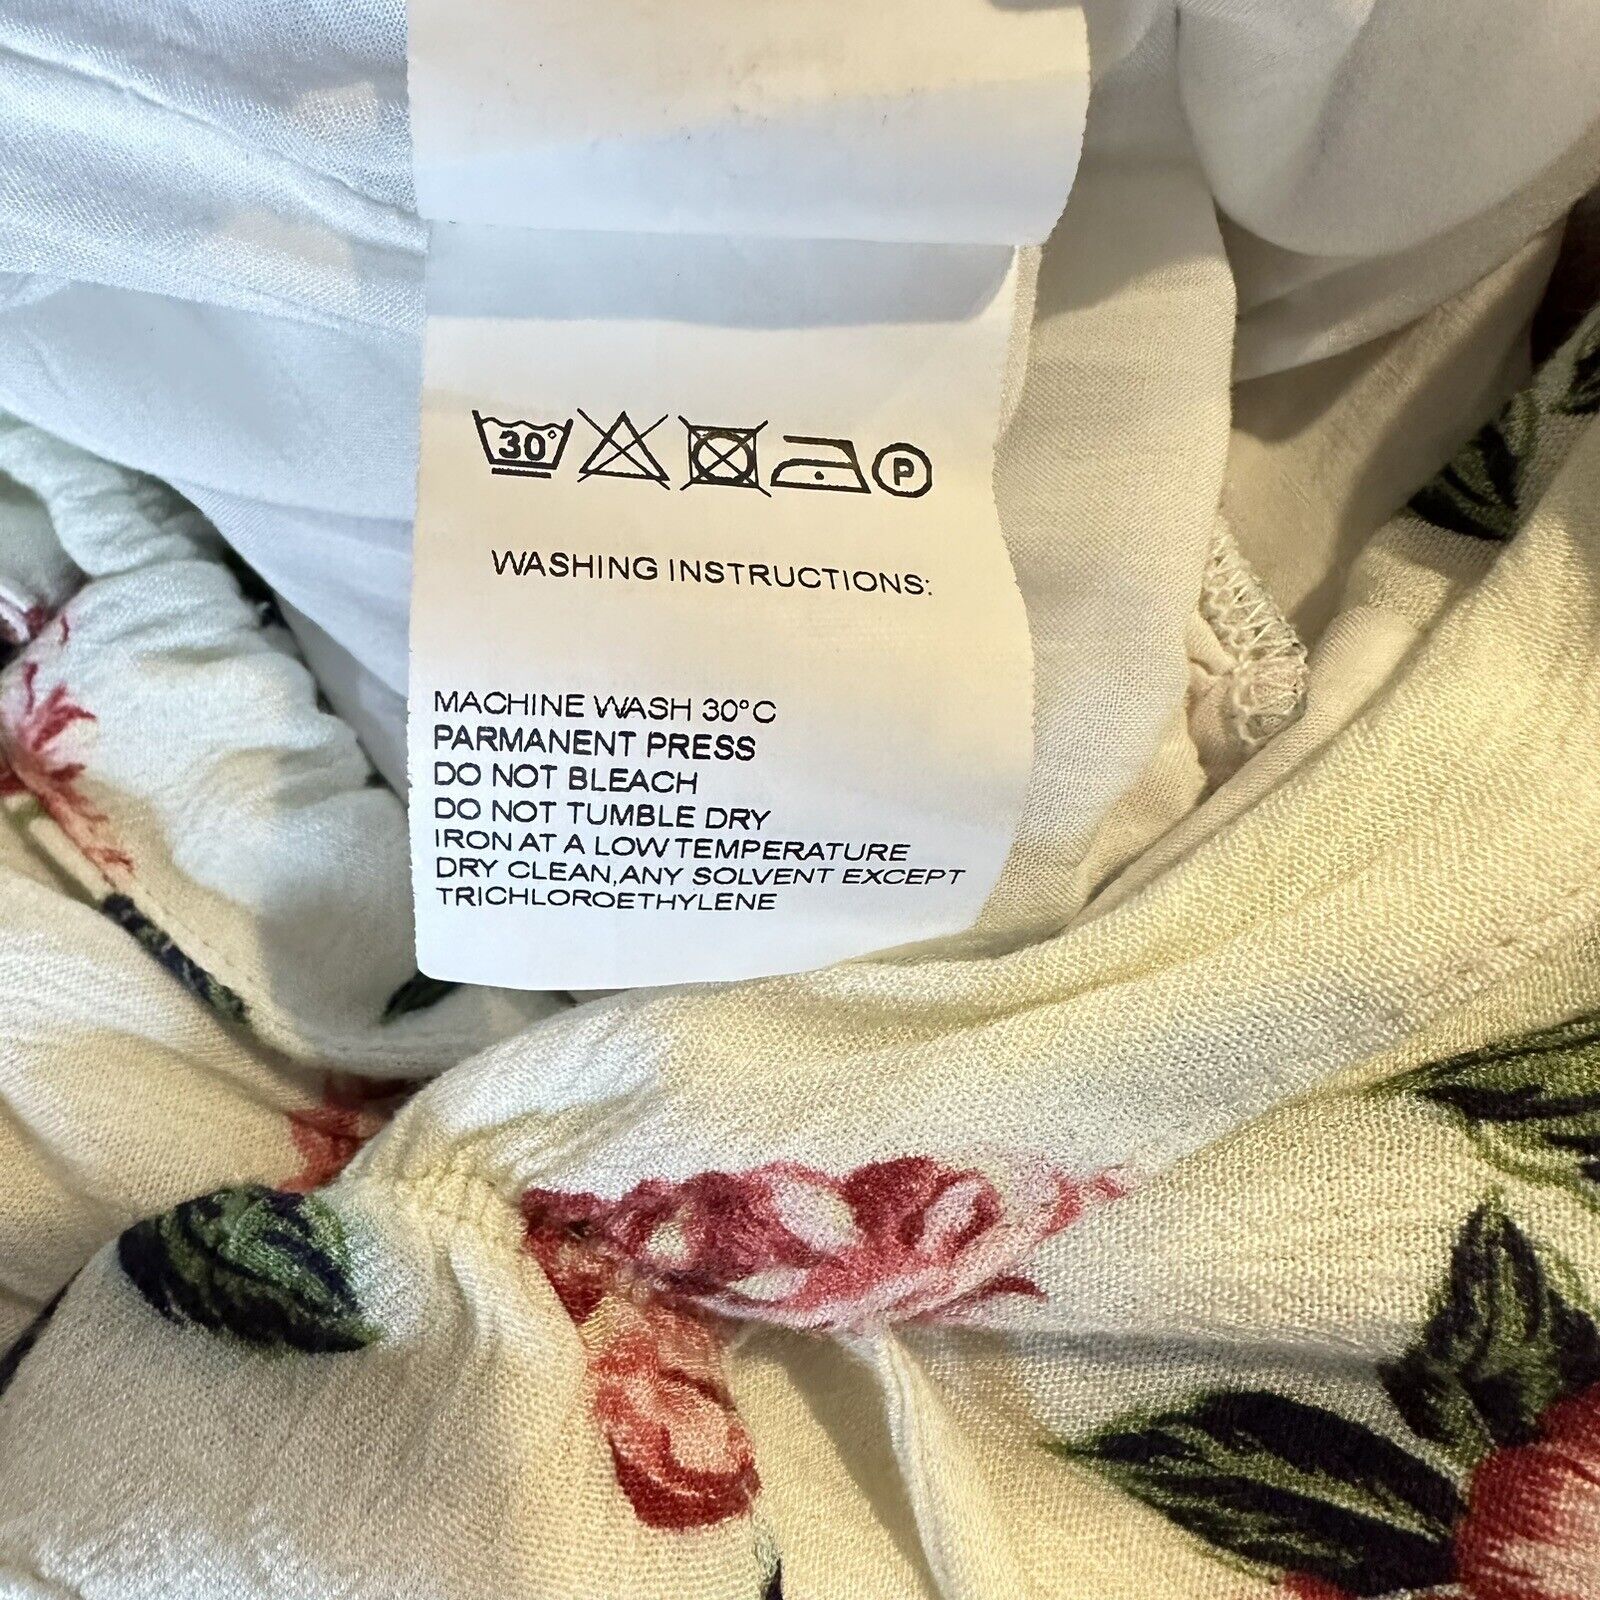 30°
P
WASHING INSTRUCTIONS:
MACHINE WASH 30°C
PARMANENT PRESS
DO NOT BLEACH
DO NOT TUMBLE DRY
IRON AT A LOW TEMPERATURE
DRY CLEAN,ANY SOLVENT EXCEPT
TRICHLOROETHYLENE